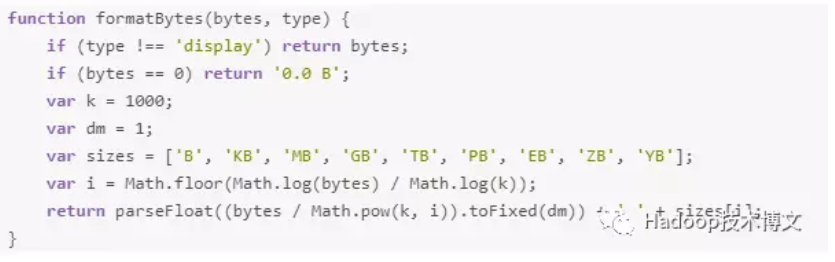 function formatBytes(bytes, type) {
    if (type !== 'display') return bytes;
    if (bytes == 0) return '0.0 B';
    var k = 1000;
    var dm = 1;
    var sizes = ['B', 'KB', 'MB', 'GB', 'TB', 'PB', 'EB', 'ZB', 'YB'];
    var i = Math.floor(Math.log(bytes) / Math.log(k));
    return parseFloat((bytes / Math.pow(k, i)).toFixed(dm)) + ' ' + sizes[i];
}
Hadoop技术博文